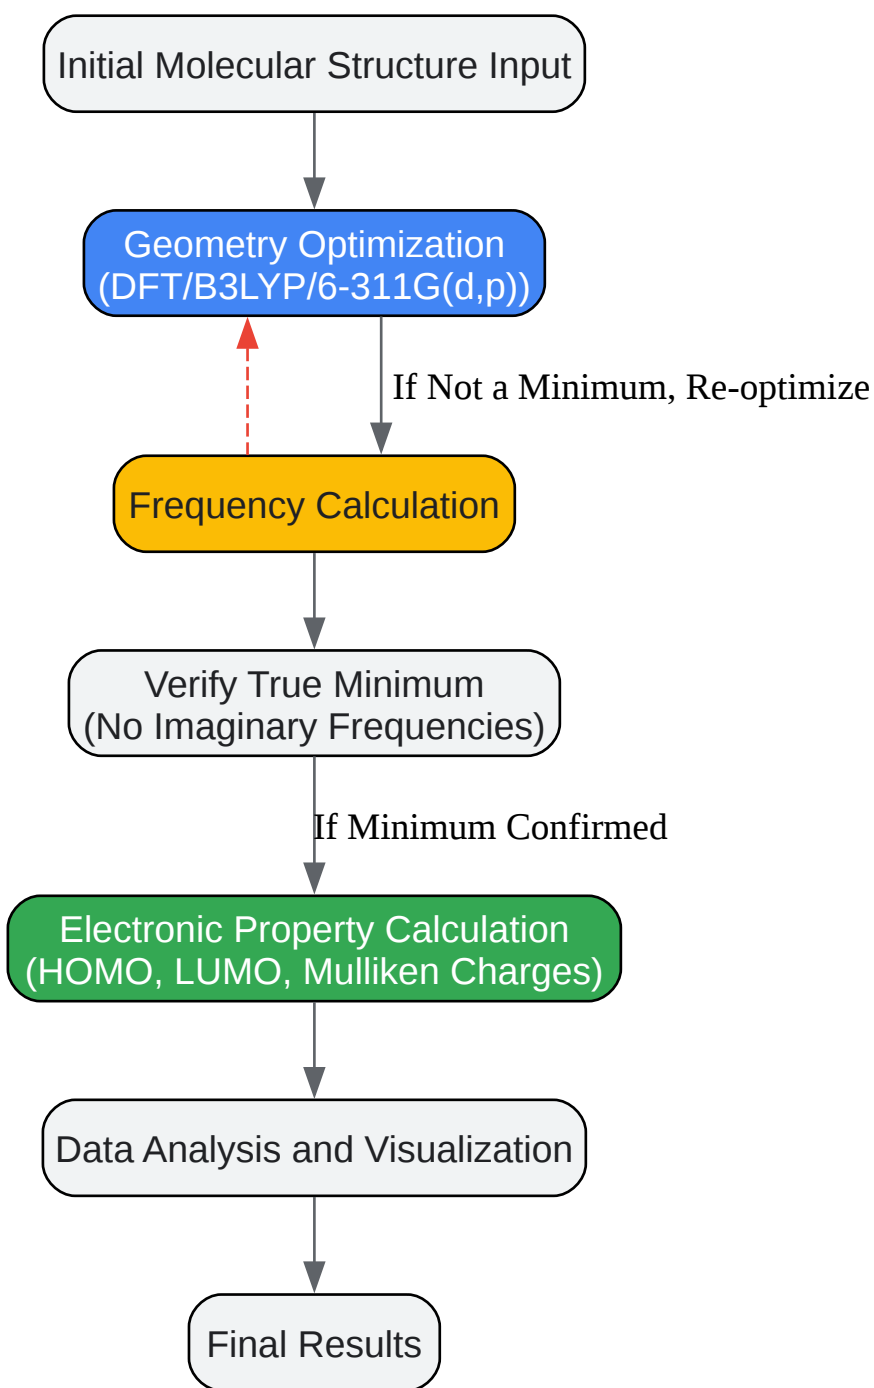 Initial Molecular Structure Input
Geometry Optimization
(DFT/B3LYP/6-311G(d,p))
If Not a Minimum, Re-optimize
Frequency Calculation
Verify True Minimum
(No Imaginary Frequencies)
If Minimum Confirmed
Electronic Property Calculation
(HOMO, LUMO, Mulliken Charges)
Data Analysis and Visualization
Final Results